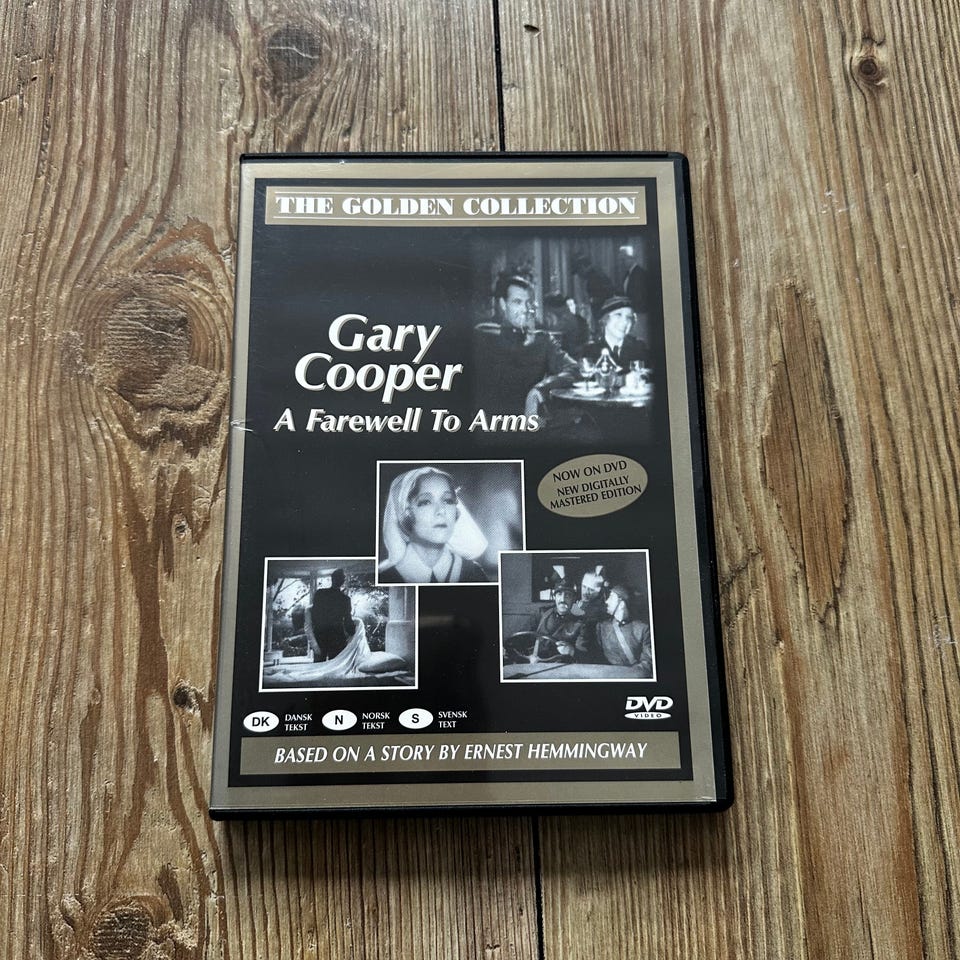 THE GOLDEN COLLECTION
Gary
Cooper
A Farewell To Arms
NOW ON DVD
NEW DIGITALLY
MASTERED EDITION
DK DANSK
TEKST
N NORSK
TEKST
S SVENSK
TEXT
DVD
VIDEO
BASED ON A STORY BY ERNEST HEMMINGWAY